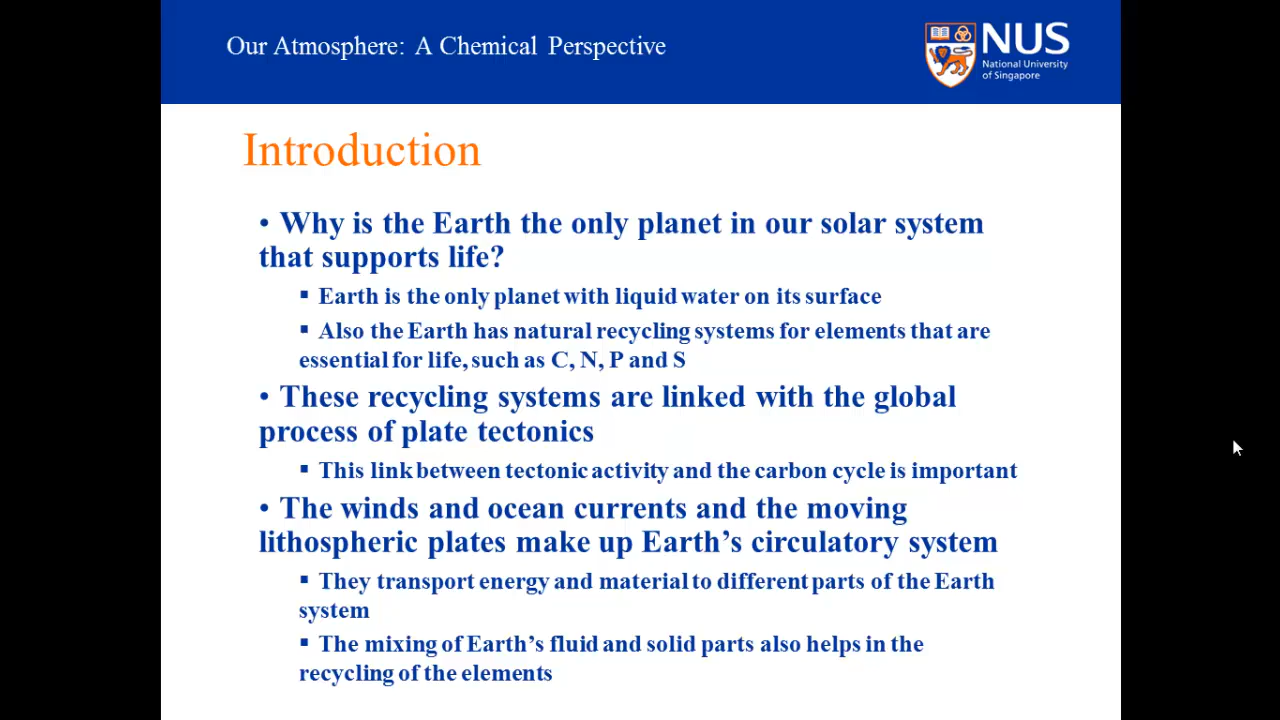 Our Atmosphere: A Chemical Perspective
NUS
National University
of Singapore
Introduction
• Why is the Earth the only planet in our solar system
that supports life?
▪ Earth is the only planet with liquid water on its surface
▪ Also the Earth has natural recycling systems for elements that are
essential for life, such as C, N, P and S
• These recycling systems are linked with the global
process of plate tectonics
▪ This link between tectonic activity and the carbon cycle is important
• The winds and ocean currents and the moving
lithospheric plates make up Earth’s circulatory system
▪ They transport energy and material to different parts of the Earth
system
▪ The mixing of Earth’s fluid and solid parts also helps in the
recycling of the elements